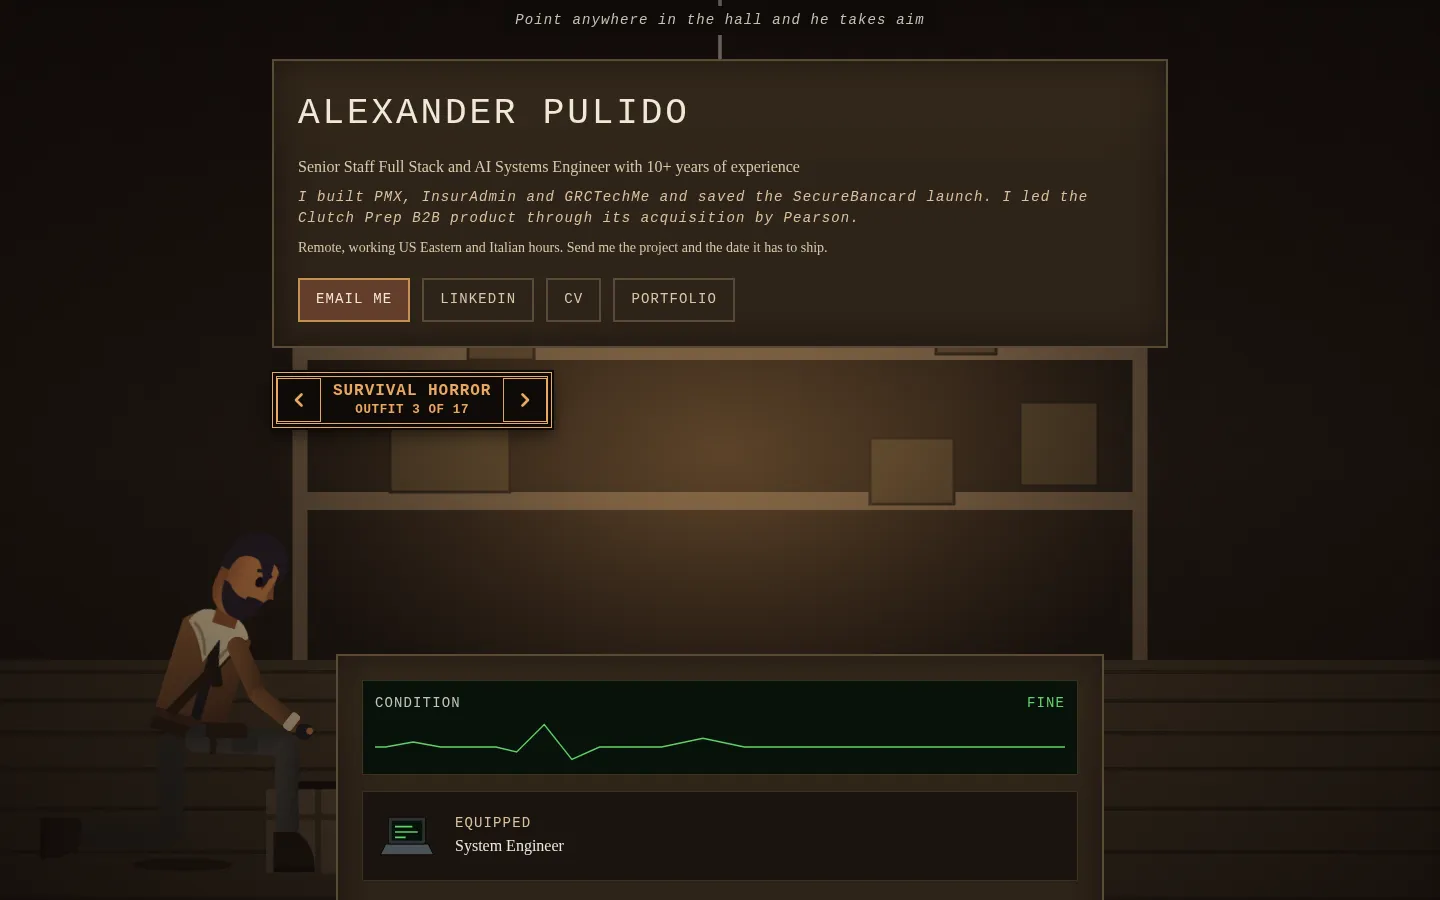 Point anywhere in the hall and he takes aim
ALEXANDER PULIDO
Senior Staff Full Stack and AI Systems Engineer with 10+ years of experience
I built PMX, InsurAdmin and GRCTechMe and saved the SecureBancard launch. I led the
Clutch Prep B2B product through its acquisition by Pearson.
Remote, working US Eastern and Italian hours. Send me the project and the date it has to ship.
EMAIL ME LINKEDIN CV PORTFOLIO
SURVIVAL HORROR
OUTFIT 3 OF 17
CONDITION FINE
EQUIPPED
System Engineer